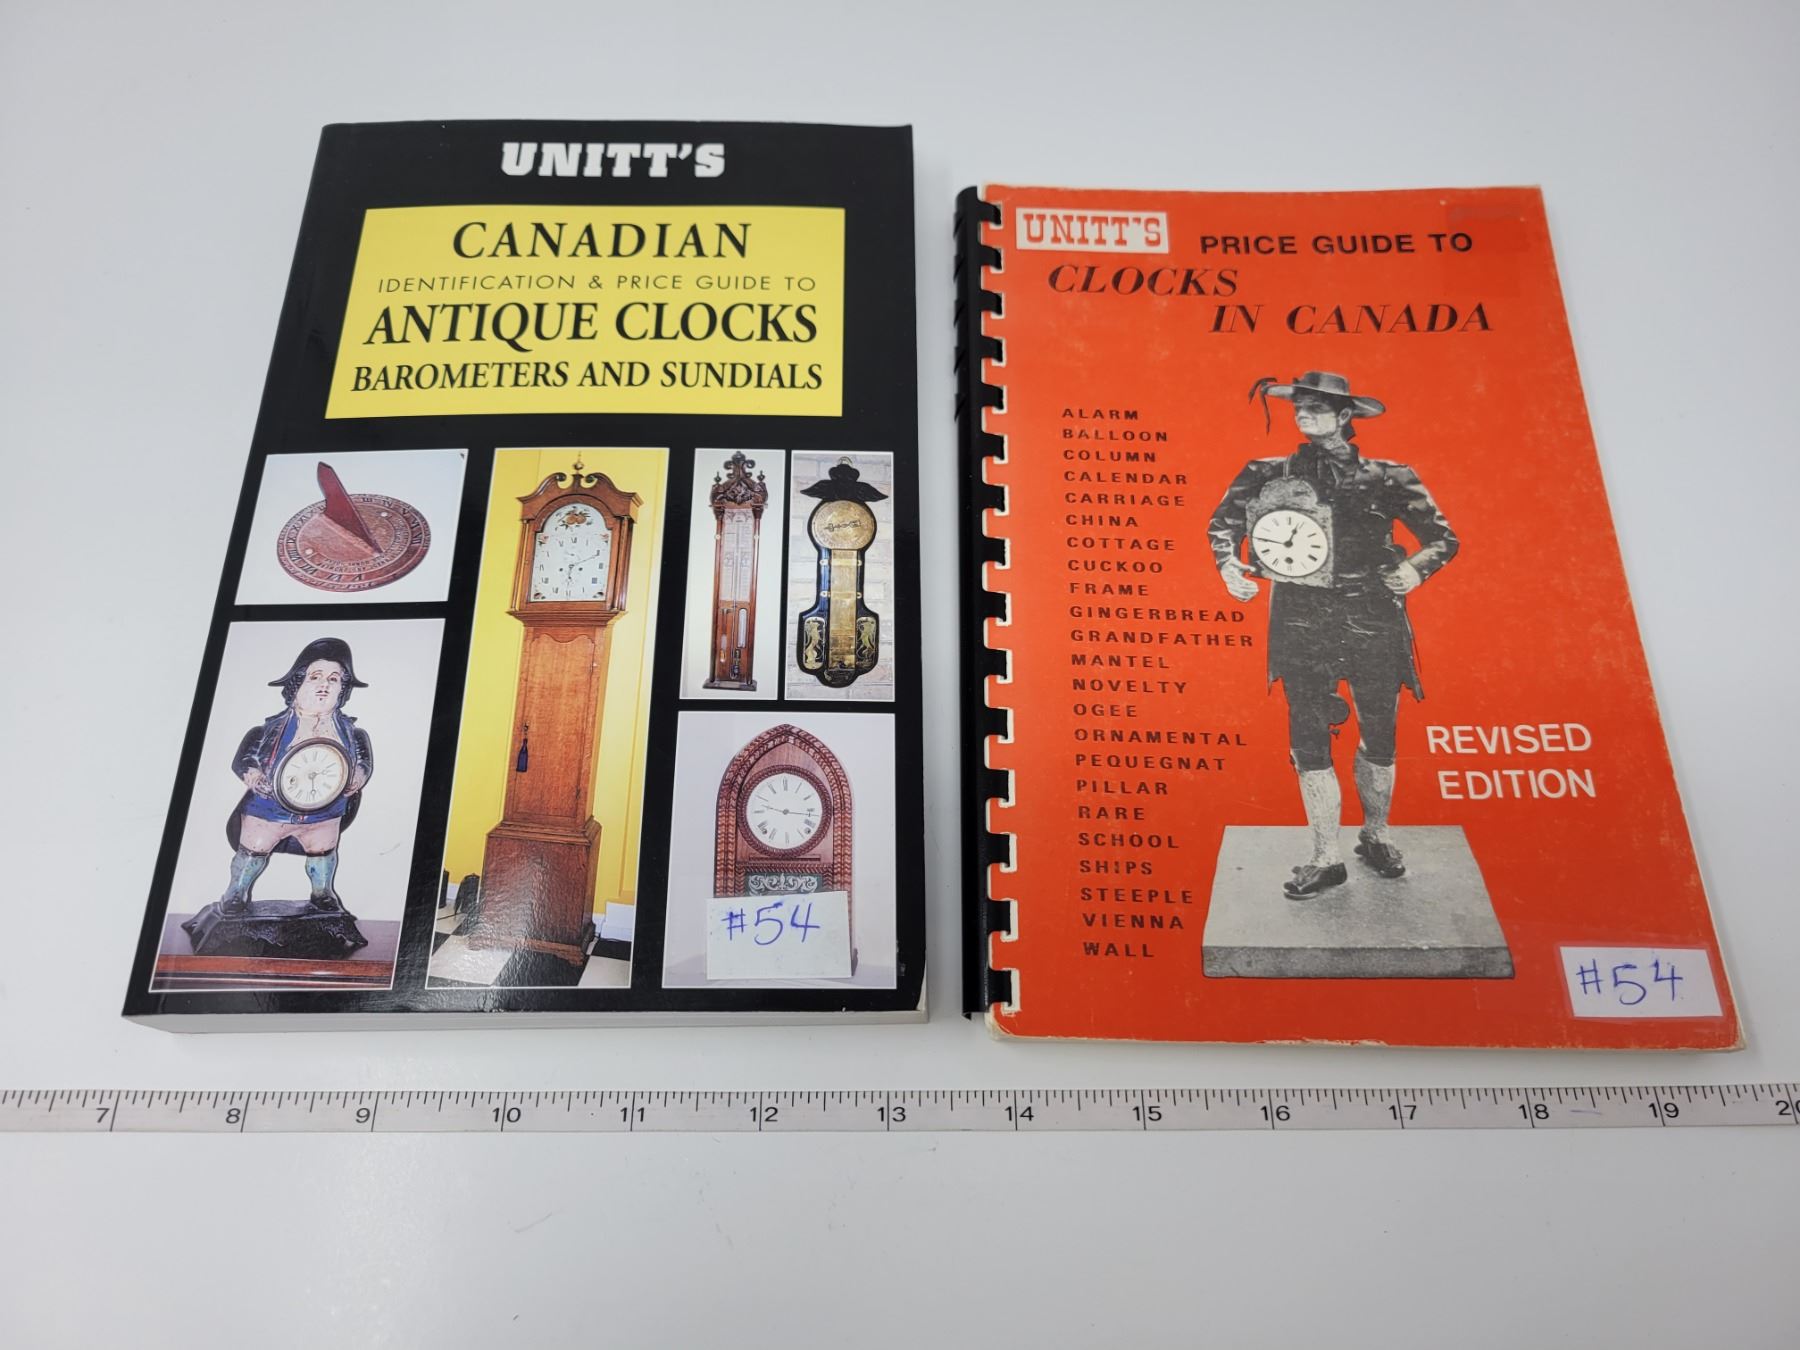 UNITT'S
CANADIAN
IDENTIFICATION & PRICE GUIDE TO
ANTIQUE CLOCKS
BAROMETERS AND SUNDIALS
#54
UNITT'S
PRICE GUIDE TO
CLOCKS
IN CANADA
ALARM
BALLOON
COLUMN
CALENDAR
CARRIAGE
CHINA
COTTAGE
CUCKOO
FRAME
GINGERBREAD
GRANDFATHER
MANTEL
NOVELTY
OGEE
ORNAMENTAL
PEQUEGNAT
PILLAR
RARE
SCHOOL
SHIPS
STEEPLE
VIENNA
WALL
REVISED
EDITION
#54
7 8 9 10 11 12 13 14 15 16 17 18 19 20